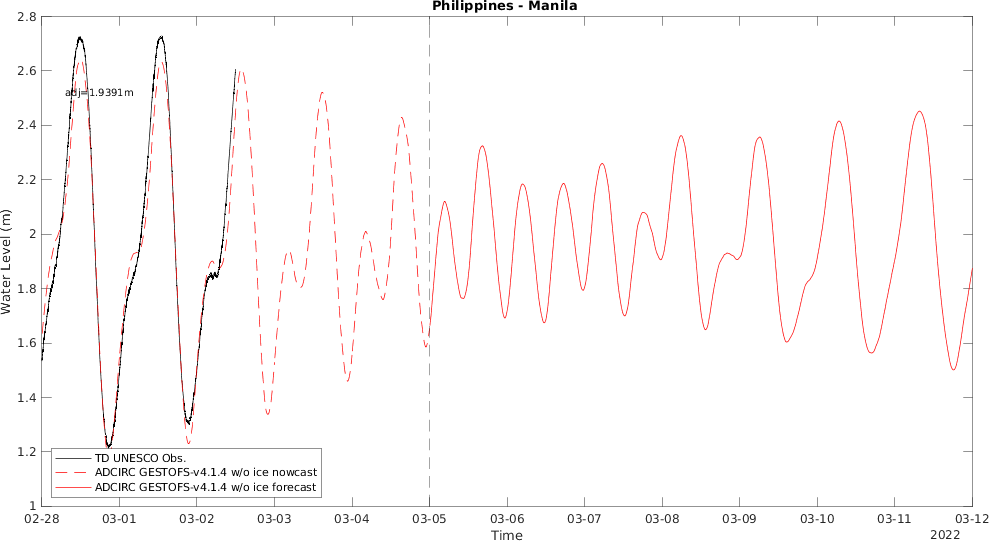 Philippines - Manila
2.8
2.6
adj=1.9391m
2.4
2.2
2
1.8
1.6
1.4
1.2
1
Water Level (m)
TD UNESCO Obs.
ADCIRC GESTOFS-v4.1.4 w/o ice nowcast
ADCIRC GESTOFS-v4.1.4 w/o ice forecast
02-28 03-01 03-02 03-03 03-04 03-05 03-06 03-07 03-08 03-09 03-10 03-11 03-12
Time
2022